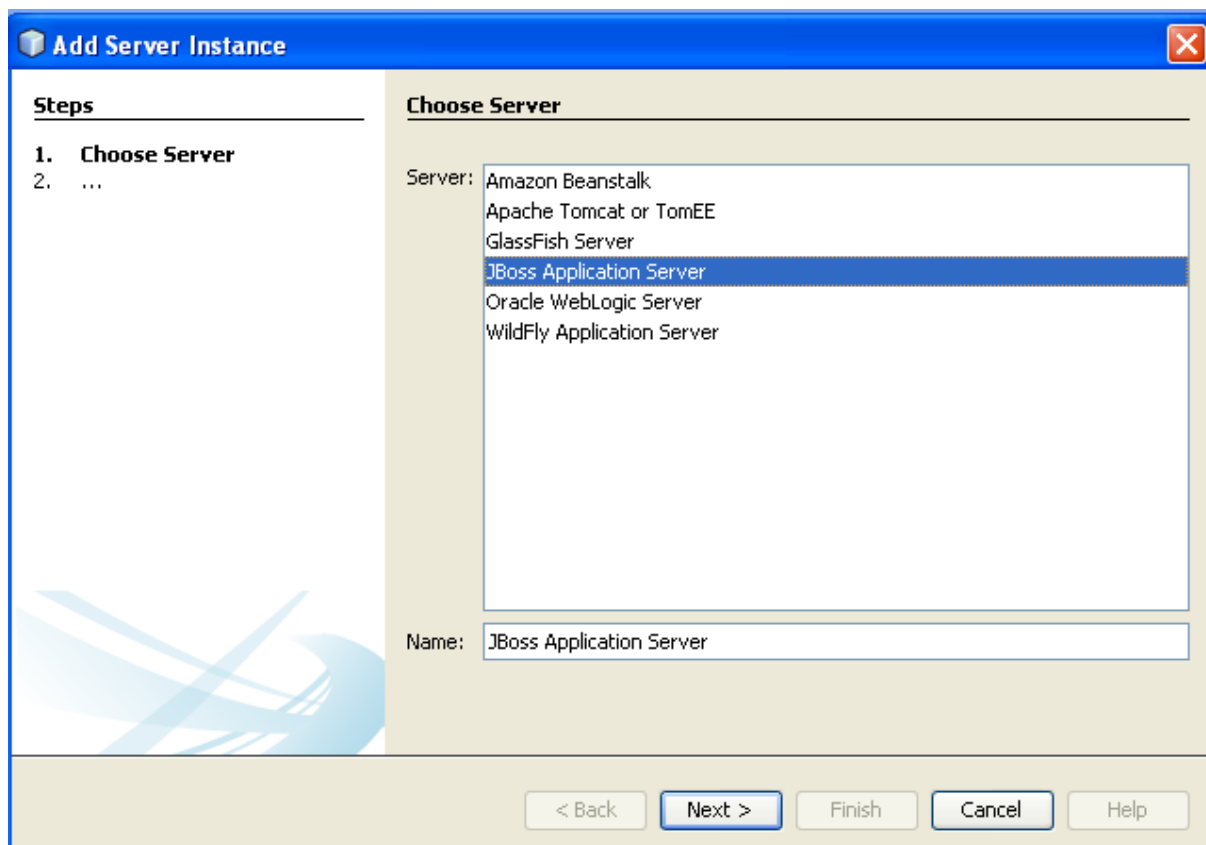 Add Server Instance
Steps
1. Choose Server
2. ...
Choose Server
Server:
Amazon Beanstalk
Apache Tomcat or TomEE
GlassFish Server
JBoss Application Server
Oracle WebLogic Server
WildFly Application Server
Name: JBoss Application Server
< Back Next > Finish Cancel Help